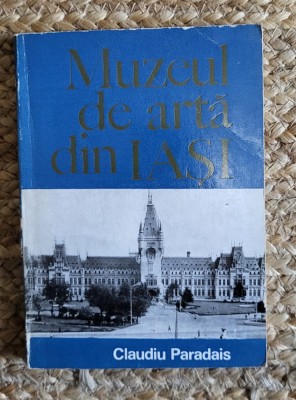 Muzeul
de artă
din IAȘI
Claudiu Paradais